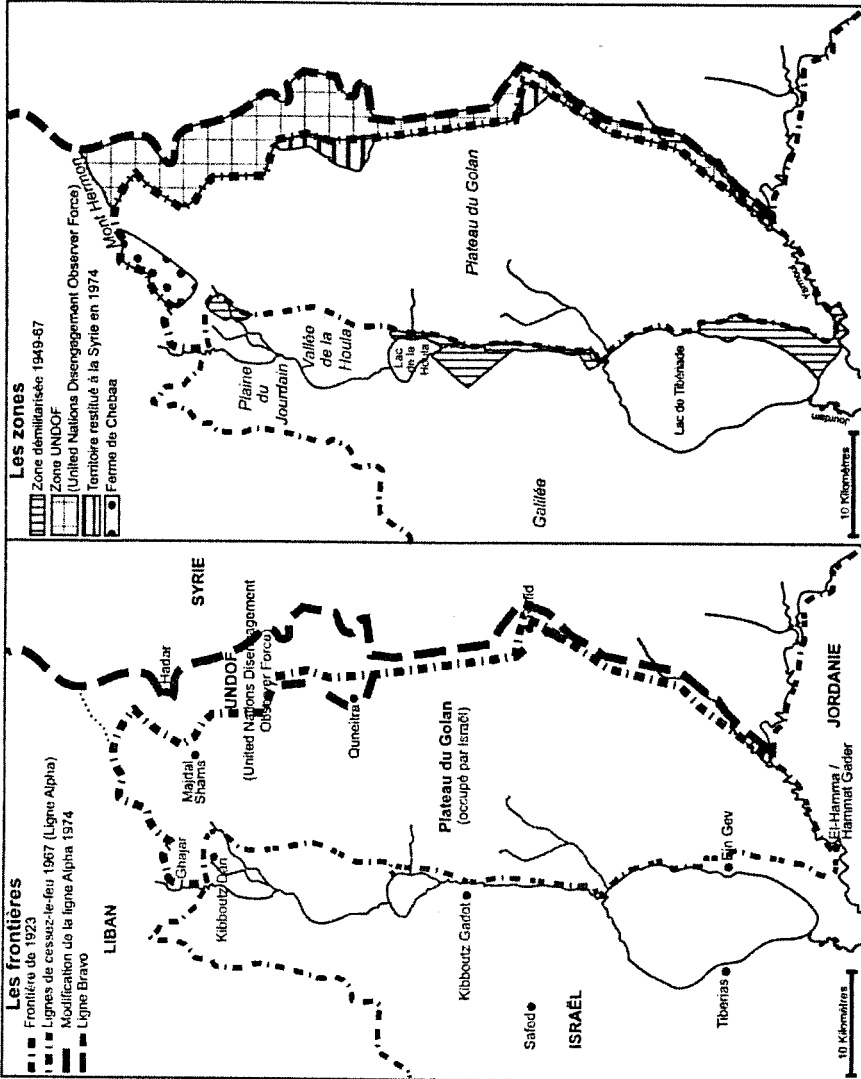 Les frontières
Frontière de 1923
Lignes de cessez-le-feu 1967 (Ligne Alpha)
Modification de la ligne Alpha 1974
Ligne Bravo
LIBAN
SYRIE
Hadar
Majdal
Shams
Ghajar
Kibboutz Dan
UNDOF
(United Nations Disengagement
Observer Force)
Quneitra
Plateau du Golan
(occupé par Israël)
Kibboutz Gadot
Safed
ISRAËL
Tiberias
Ein Gev
El-Hamma /
Hammat Gader
JORDANIE
10 Kilomètres
Les zones
Zone démilitarisée 1949-67
Zone UNDOF
(United Nations Disengagement Observer Force)
Territoire restitué à la Syrie en 1974
Ferme de Chebaa
Mont Hermon
Plaine
du
Jourdain
Vallée
de la
Houla
Lac
de la
Houla
Plateau du Golan
Galilée
Lac de Tibériade
Jourdain
10 Kilomètres